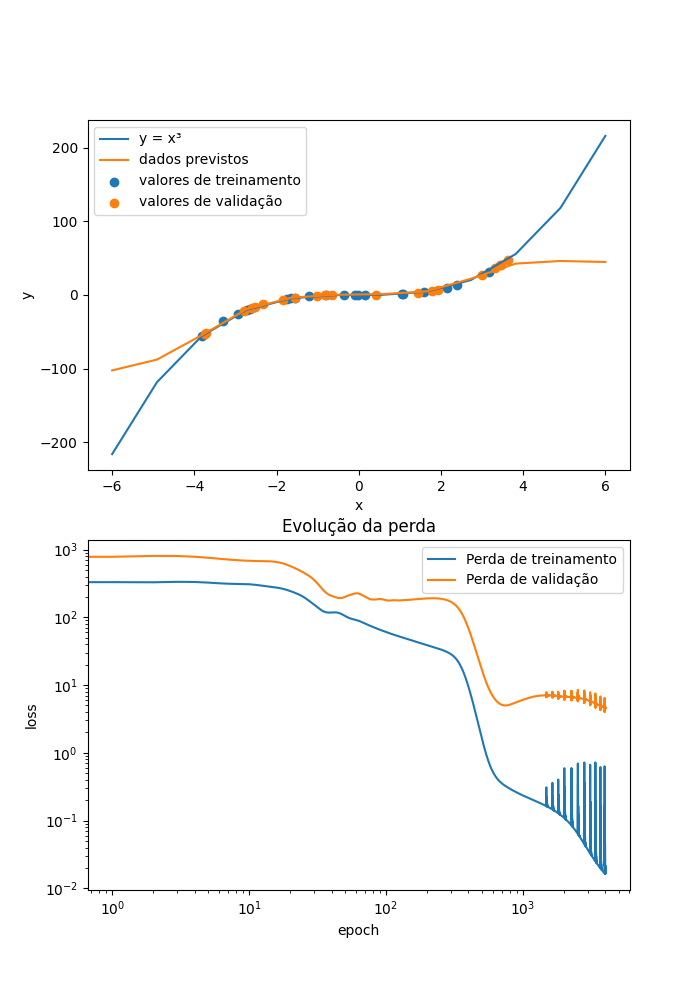 y = x³
dados previstos
valores de treinamento
valores de validação
200
100
0
−100
−200
y
−6 −4 −2 0 2 4 6
x
Evolução da perda
Perda de treinamento
Perda de validação
10³
10²
10¹
10⁰
10⁻¹
10⁻²
loss
10⁰ 10¹ 10² 10³
epoch